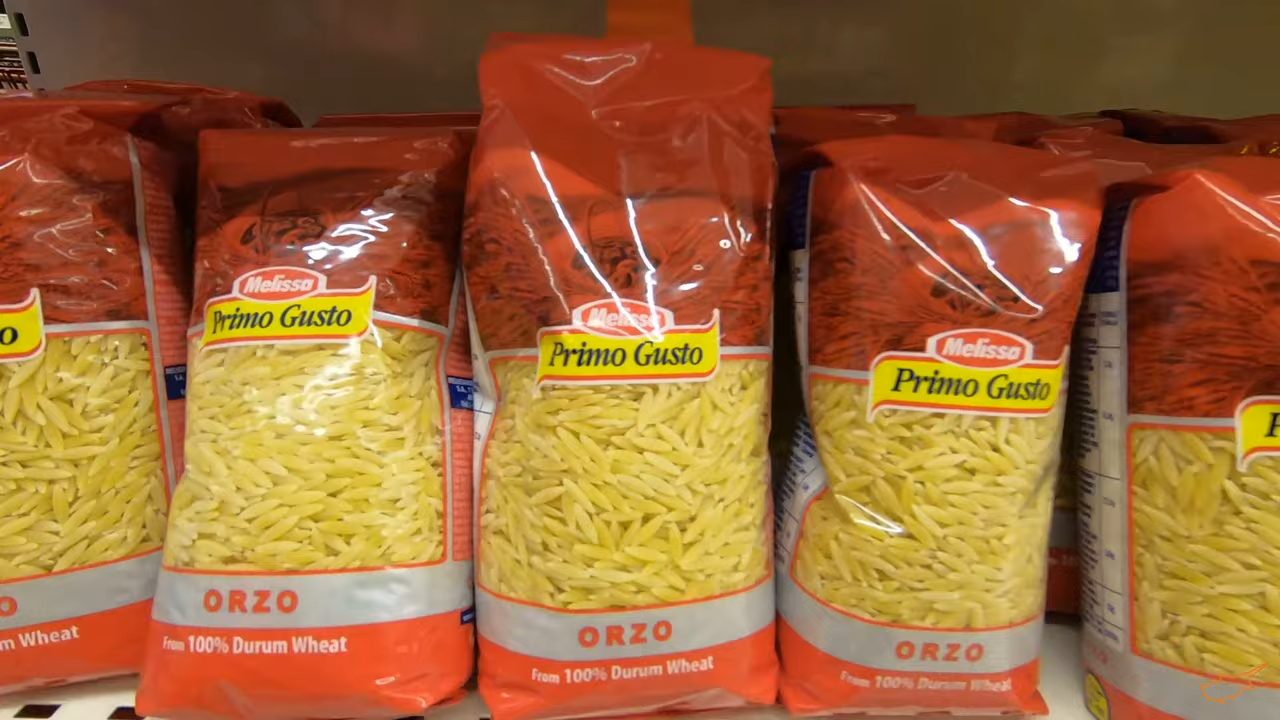 o
O
m Wheat
Melissa
Primo Gusto
ORZO
From 100% Durum Wheat
Melissa
Primo Gusto
ORZO
From 100% Durum Wheat
Melissa
Primo Gusto
ORZO
From 100% Durum Wheat
P